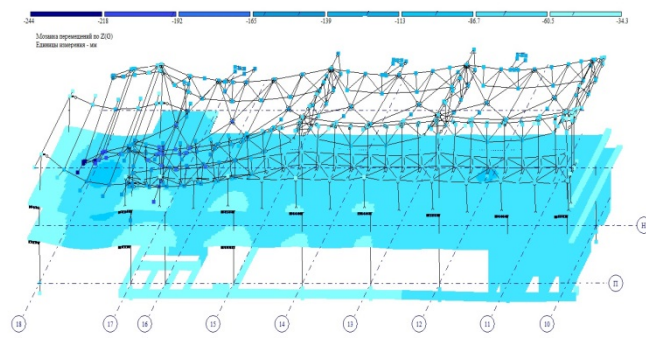 -244 -218 -192 -165 -139 -113 -86.7 -60.5 -34.3
Мозаика перемещений по Z(G)
Единицы измерения - мм
Н
П
18 17 16 15 14 13 12 11 10